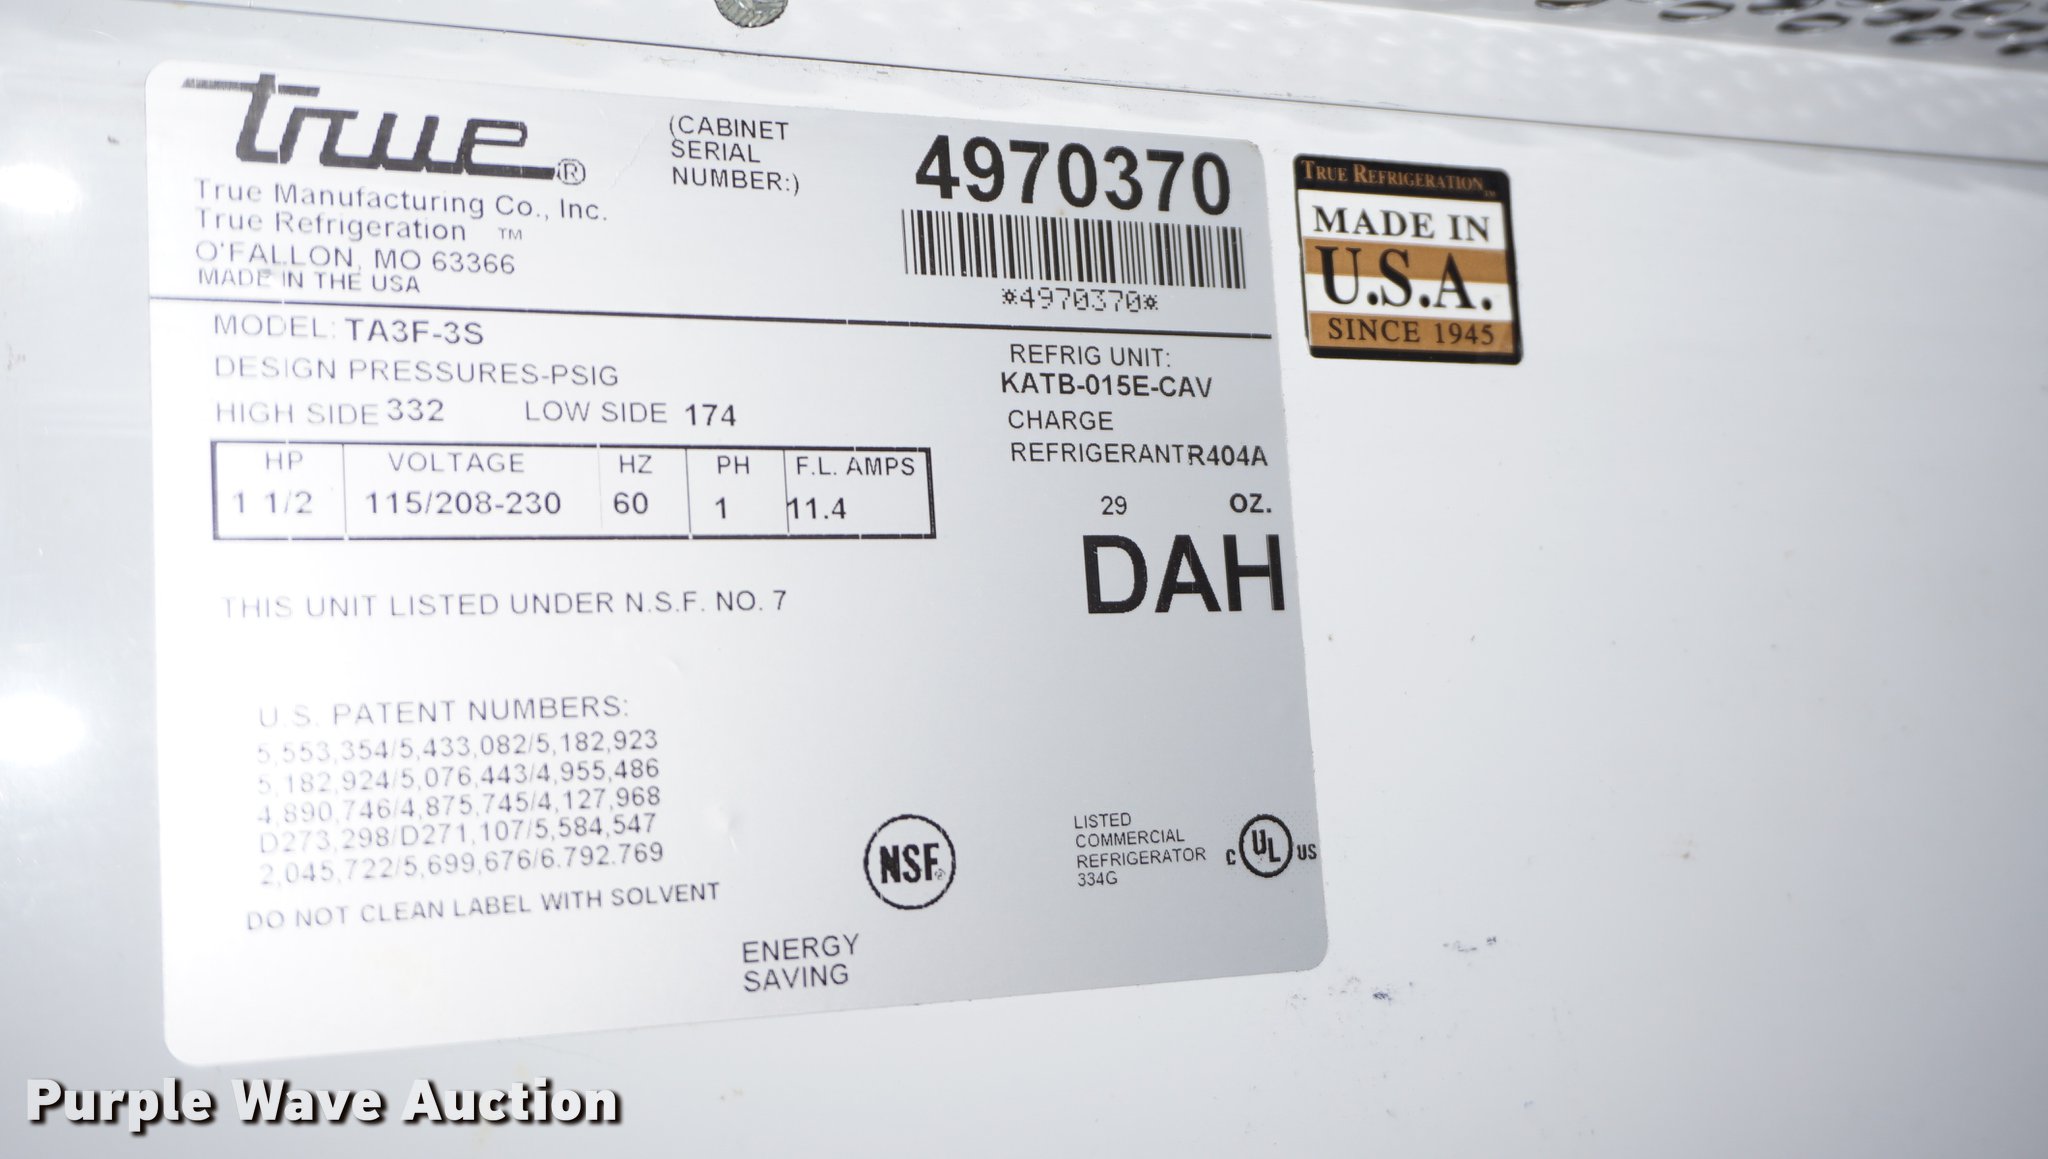 true®
True Manufacturing Co., Inc.
True Refrigeration TM
O'FALLON, MO 63366
MADE IN THE USA
(CABINET
SERIAL
NUMBER:)
4970370
*4970370*
MODEL: TA3F-3S
DESIGN PRESSURES-PSIG
HIGH SIDE 332 LOW SIDE 174
HP VOLTAGE HZ PH F.L. AMPS
1 1/2 115/208-230 60 1 11.4
REFRIG UNIT:
KATB-015E-CAV
CHARGE
REFRIGERANT R404A
29 OZ.
DAH
THIS UNIT LISTED UNDER N.S.F. NO. 7
U.S. PATENT NUMBERS:
5,553,354/5,433,082/5,182,923
5,182,924/5,076,443/4,955,486
4,890,746/4,875,745/4,127,968
D273,298/D271,107/5,584,547
2,045,722/5,699,676/6.792.769
DO NOT CLEAN LABEL WITH SOLVENT
ENERGY
SAVING
NSF®
LISTED
COMMERCIAL
REFRIGERATOR
334G
C UL US
TRUE REFRIGERATION TM
MADE IN
U.S.A.
SINCE 1945
Purple Wave Auction